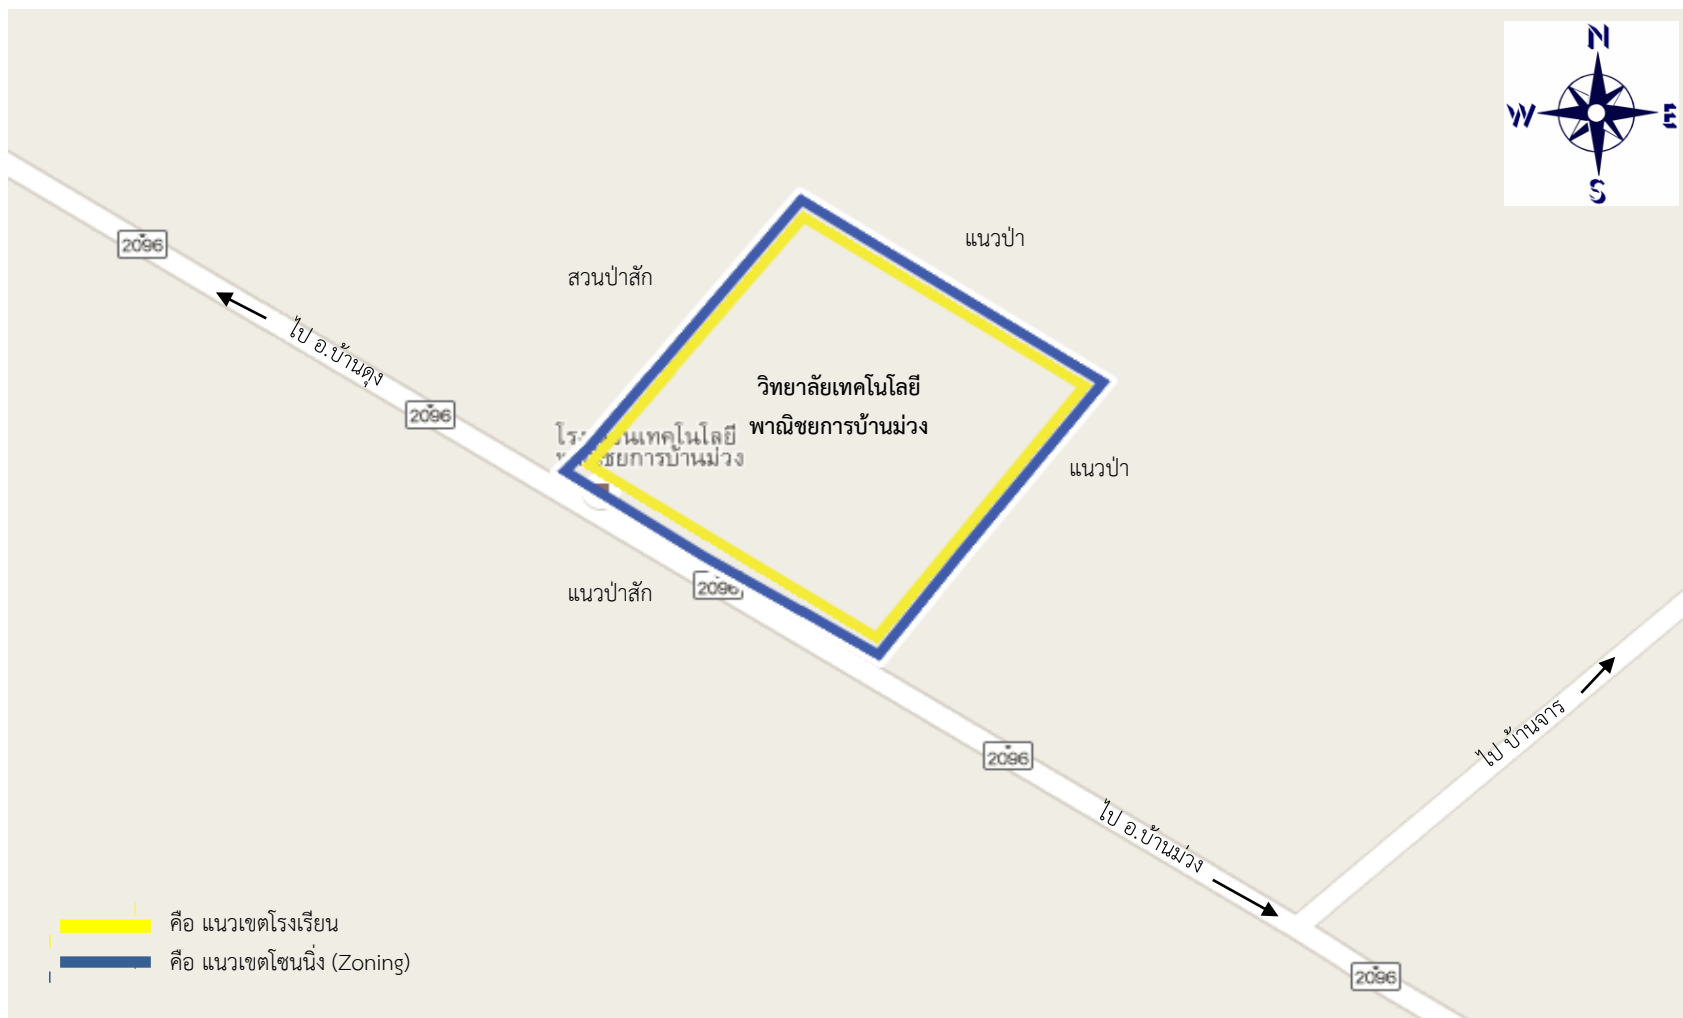 N
W
E
S
2096
แนวป่า
สวนป่าสัก
ไป อ.บ้านดุง
วิทยาลัยเทคโนโลยี
พาณิชยการบ้านม่วง
2096
แนวป่า
แนวป่าสัก
2096
ไป บ้านจาร
2096
ไป อ.บ้านม่วง
คือ แนวเขตโรงเรียน
คือ แนวเขตโซนนิ่ง (Zoning)
2096